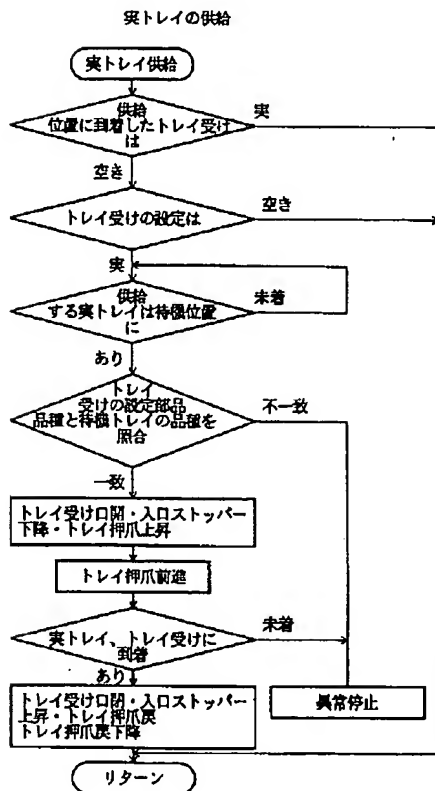 実トレイの供給
実トレイ供給
供給
位置に到着したトレイ受け
は
実
空き
トレイ受けの設定は
空き
実
供給
する実トレイは待機位置
に
未着
あり
トレイ
受けの設定部品
品種と待機トレイの品種を
照合
不一致
一致
トレイ受け口開・入口ストッパー
下降・トレイ押爪上昇
トレイ押爪前進
実トレイ、トレイ受けに
到着
未着
あり
トレイ受け口閉・入口ストッパー
上昇・トレイ押爪戻
トレイ押爪戻下降
異常停止
リターン